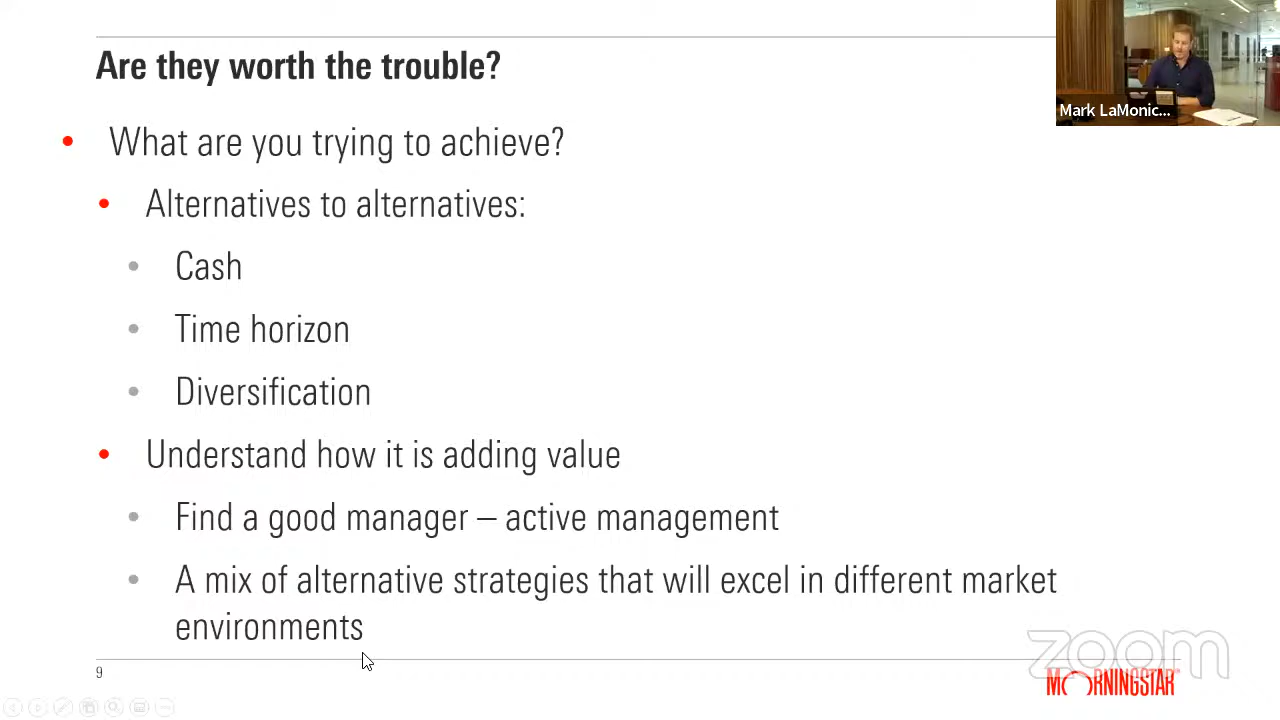 Are they worth the trouble?
Mark LaMonic...
• What are you trying to achieve?
• Alternatives to alternatives:
• Cash
• Time horizon
• Diversification
• Understand how it is adding value
• Find a good manager – active management
• A mix of alternative strategies that will excel in different market
environments
zoom
9
MORNINGSTAR